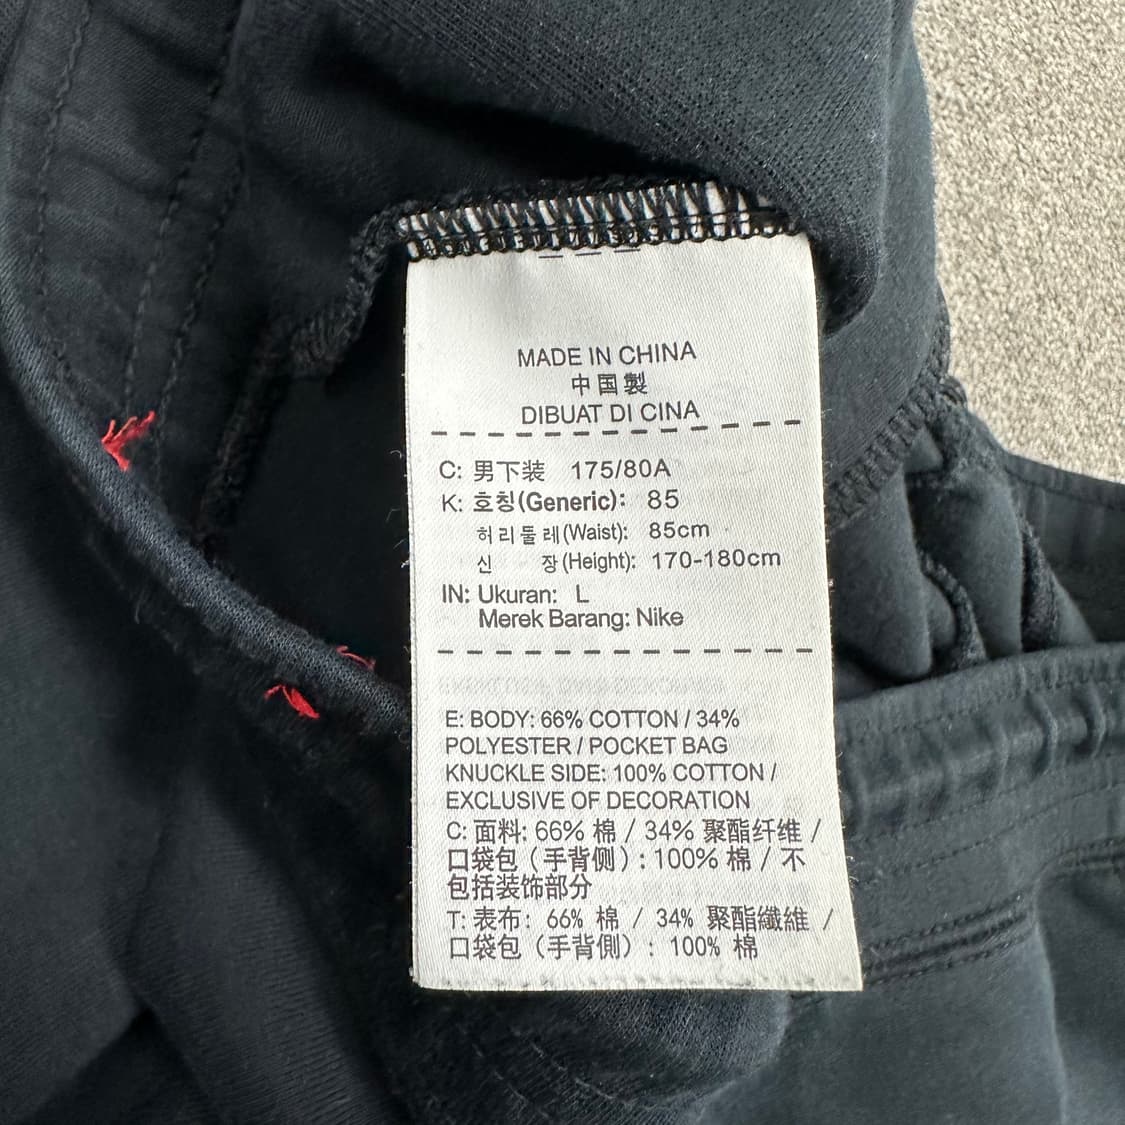 MADE IN CHINA
中国製
DIBUAT DI CINA
C: 男下装 175/80A
K: 호칭(Generic): 85
허리둘레(Waist): 85cm
신 장(Height): 170-180cm
IN: Ukuran: L
Merek Barang: Nike
E: BODY: 66% COTTON / 34%
POLYESTER / POCKET BAG
KNUCKLE SIDE: 100% COTTON /
EXCLUSIVE OF DECORATION
C: 面料: 66% 棉 / 34% 聚酯纤维 /
口袋包（手背侧）: 100% 棉 / 不
包括装饰部分
T: 表布: 66% 棉 / 34% 聚酯纖維 /
口袋包（手背側）: 100% 棉